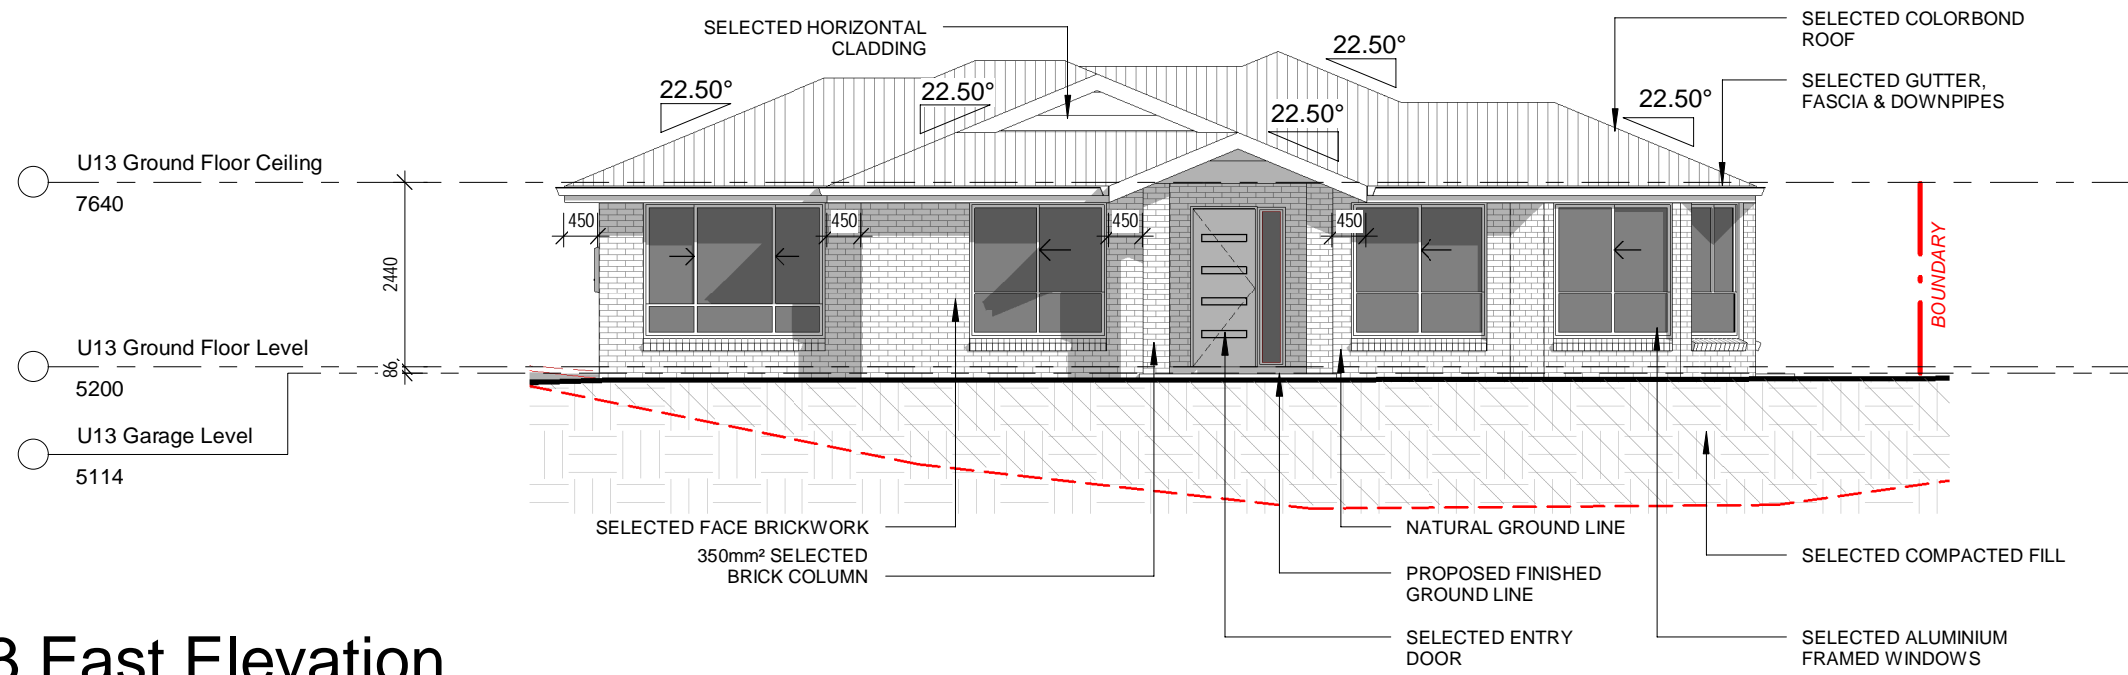 SELECTED HORIZONTAL
CLADDING
SELECTED COLORBOND
ROOF
SELECTED GUTTER,
FASCIA & DOWNPIPES
22.50°
22.50°
22.50°
22.50°
22.50°
U13 Ground Floor Ceiling
7640
450
450
450
450
2440
BOUNDARY
U13 Ground Floor Level
5200
86
U13 Garage Level
5114
SELECTED FACE BRICKWORK
350mm² SELECTED
BRICK COLUMN
NATURAL GROUND LINE
PROPOSED FINISHED
GROUND LINE
SELECTED ENTRY
DOOR
SELECTED COMPACTED FILL
SELECTED ALUMINIUM
FRAMED WINDOWS
3 East Elevation